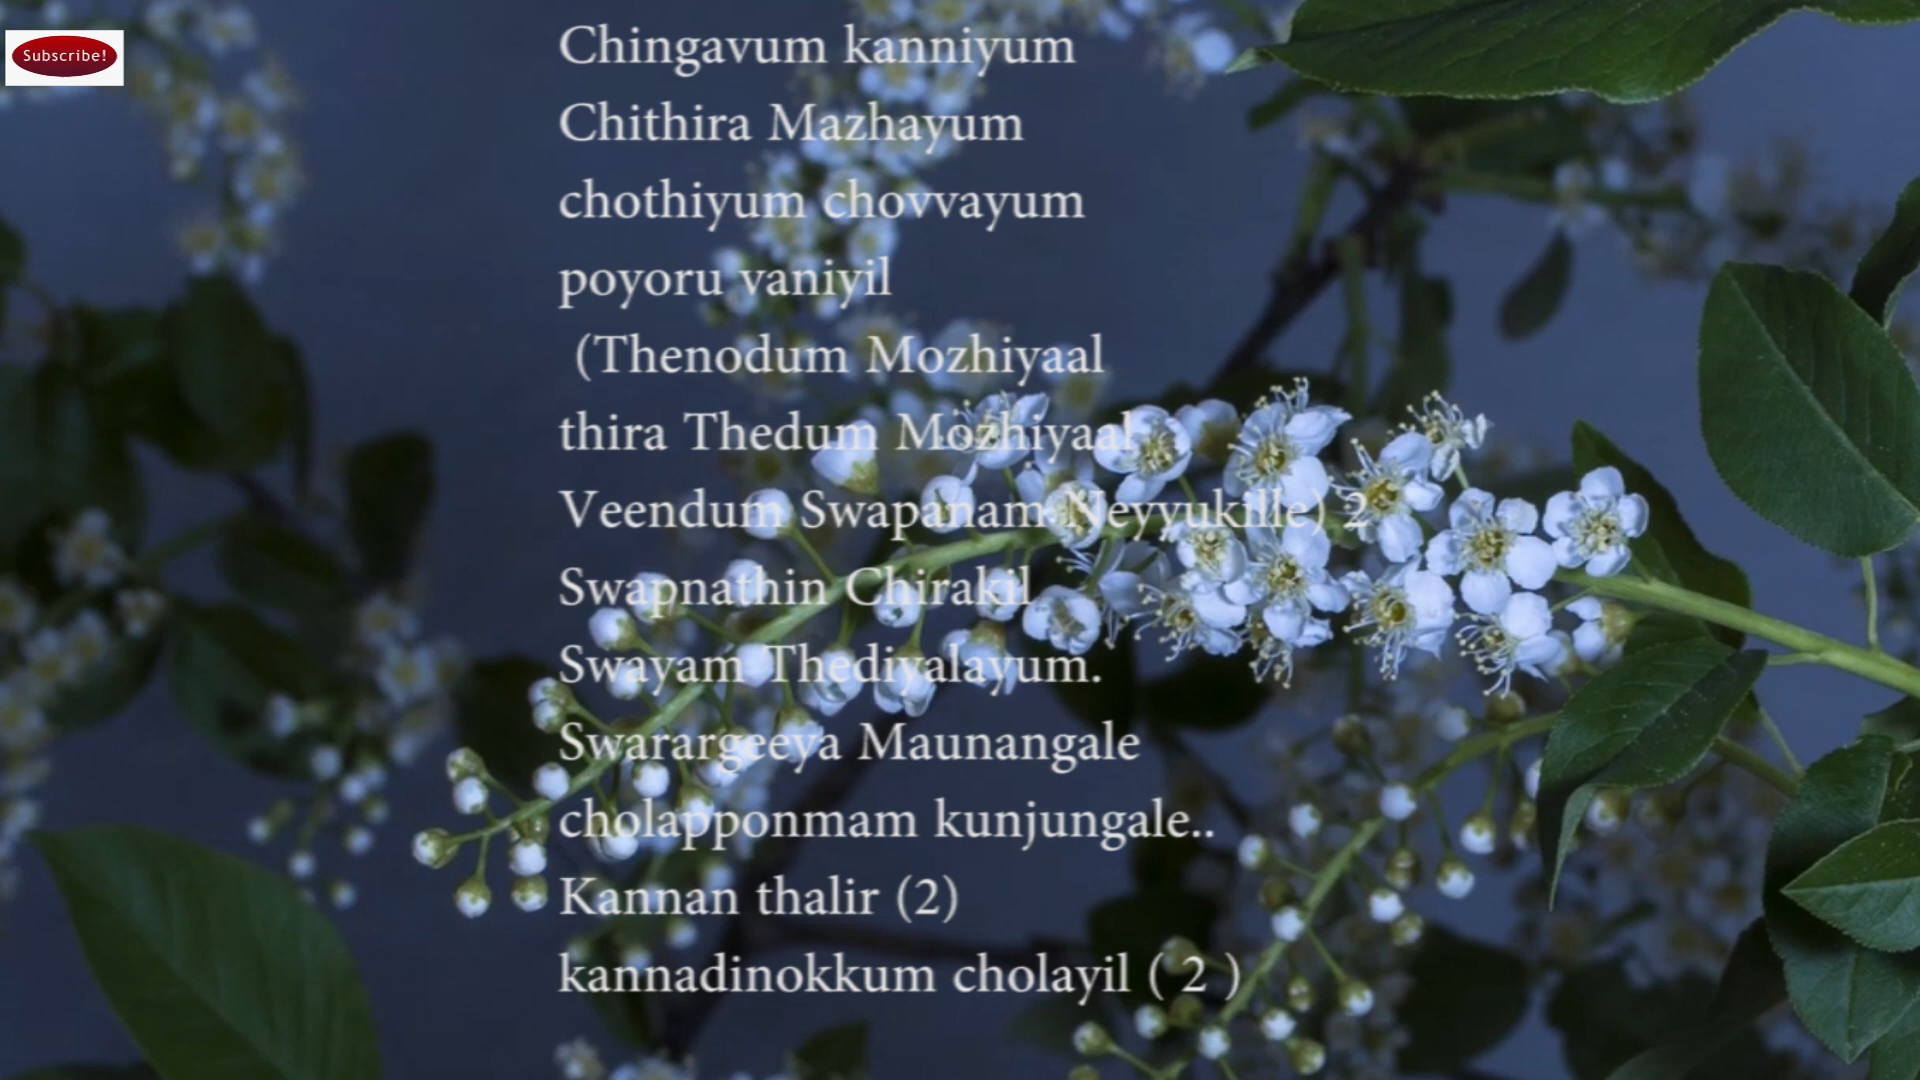 Subscribe!
Chingavum kanniyum
Chithira Mazhayum
chothiyum chovvayum
poyoru vaniyil
(Thenodum Mozhiyaal
thira Thedum Mozhiyaal
Veendum Swapanam Neyyukille) 2
Swapnathin Chirakil
Swayam Thediyalayum.
Swarargeeya Maunangale
cholapponmam kunjungale..
Kannan thalir (2)
kannadinokkum cholayil ( 2 )